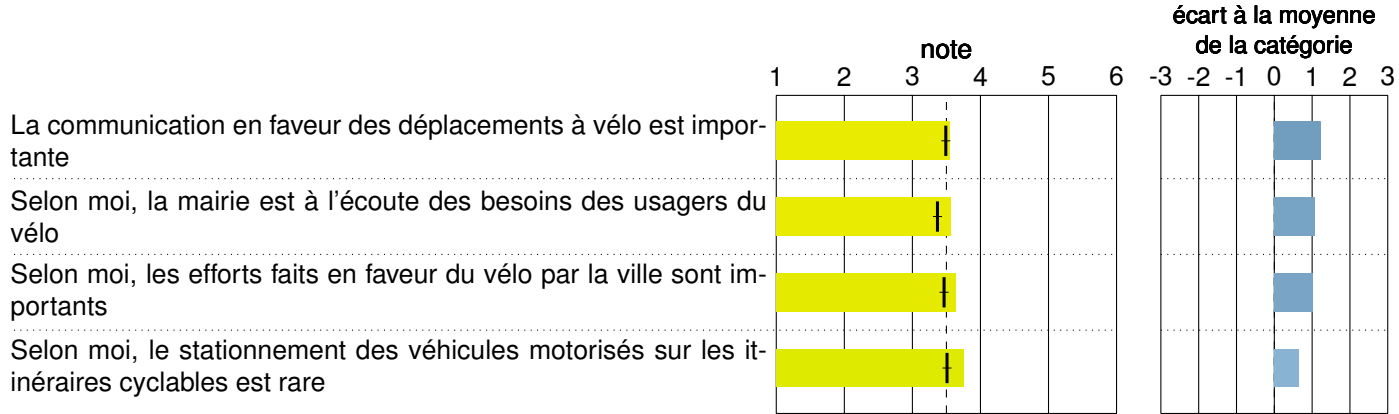 écart à la moyenne
note de la catégorie
1 2 3 4 5 6 -3 -2 -1 0 1 2 3
La communication en faveur des déplacements à vélo est impor-
tante
Selon moi, la mairie est à l'écoute des besoins des usagers du
vélo
Selon moi, les efforts faits en faveur du vélo par la ville sont im-
portants
Selon moi, le stationnement des véhicules motorisés sur les it-
inéraires cyclables est rare